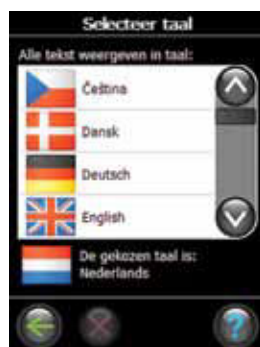 Selecteer taal
Alle tekst weergeven in taal:
Čeština
Dansk
Deutsch
English
De gekozen taal is:
Nederlands
?